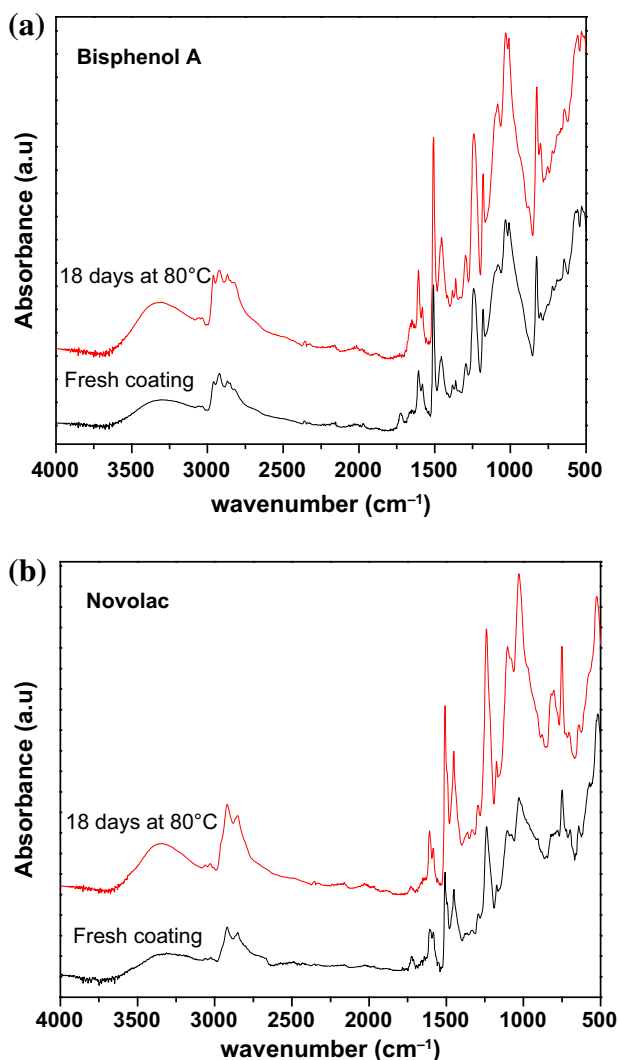 (a)
Bisphenol A
18 days at 80°C
Fresh coating
Absorbance (a.u)
4000 3500 3000 2500 2000 1500 1000 500
wavenumber (cm⁻¹)
(b)
Novolac
18 days at 80°C
Fresh coating
Absorbance (a.u)
4000 3500 3000 2500 2000 1500 1000 500
wavenumber (cm⁻¹)